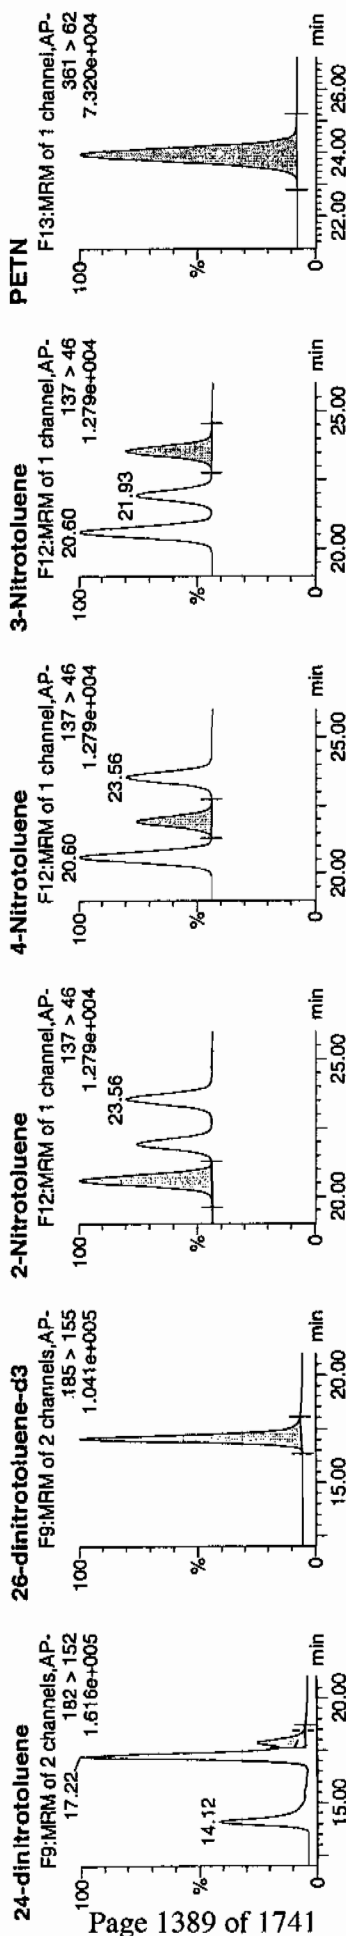 24-dinitrotoluene
F9:MRM of 2 channels,AP-
182 > 152
1.616e+005
17.22
14.12
100
%
0
15.00
20.00
min
26-dinitrotoluene-d3
F9:MRM of 2 channels,AP-
185 > 155
1.041e+005
100
%
0
15.00
20.00
min
2-Nitrotoluene
F12:MRM of 1 channel,AP-
137 > 46
1.279e+004
23.56
100
%
0
20.00
25.00
min
4-Nitrotoluene
F12:MRM of 1 channel,AP-
20.60
137 > 46
1.279e+004
23.56
100
%
0
20.00
25.00
min
3-Nitrotoluene
F12:MRM of 1 channel,AP-
20.60
137 > 46
1.279e+004
21.93
100
%
0
20.00
25.00
min
PETN
F13:MRM of 1 channel,AP-
361 > 62
7.320e+004
100
%
0
22.00
24.00
26.00
min
Page 1389 of 1741